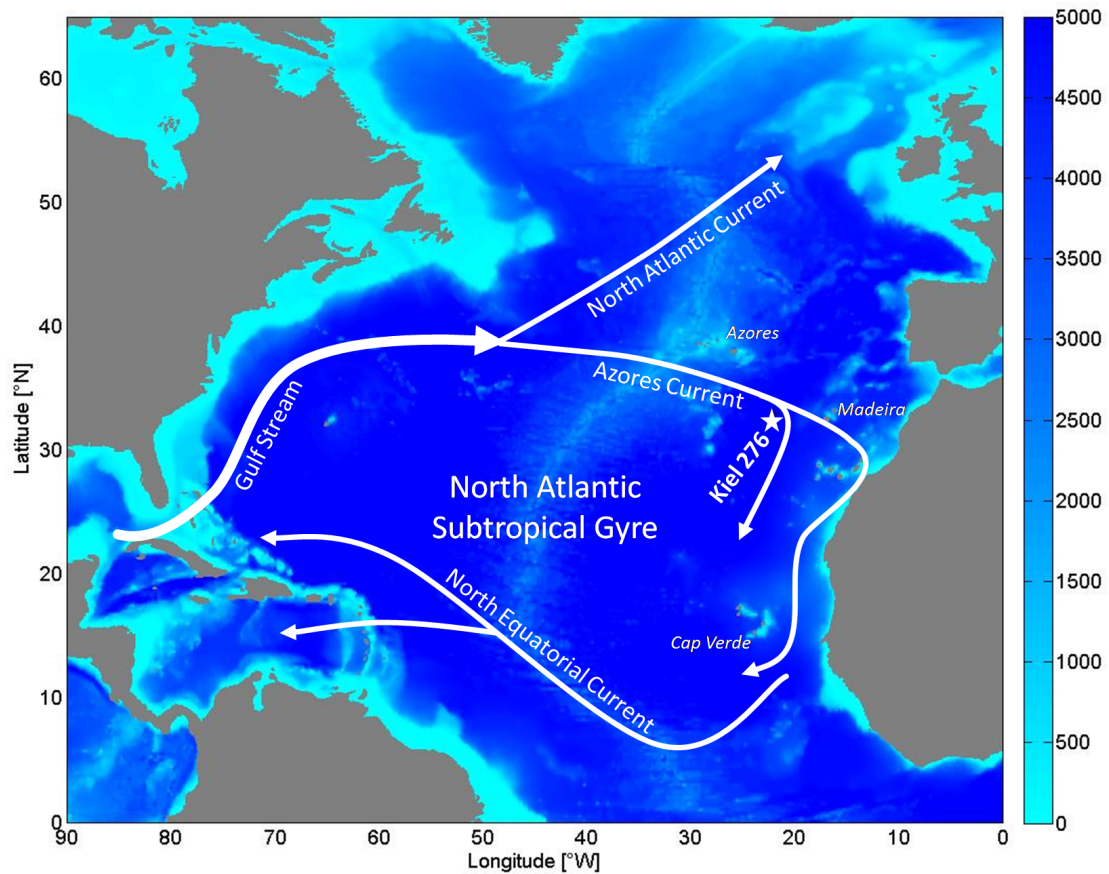 5000
4500
4000
3500
3000
2500
2000
1500
1000
500
0
60
50
40
30
20
10
0
Latitude [°N]
North Atlantic Current
Azores
Azores Current
Madeira
Gulf Stream
Kiel 276
North Atlantic
Subtropical Gyre
North Equatorial Current
Cap Verde
90
80
70
60
50
40
30
20
10
0
Longitude [°W]